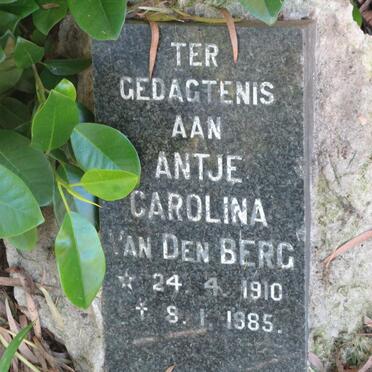 TER
GEDAGTENIS
AAN
ANTJE
CAROLINA
VAN DEN BERG
☆ 24. 4. 1910
✝ 8. 1. 1985.